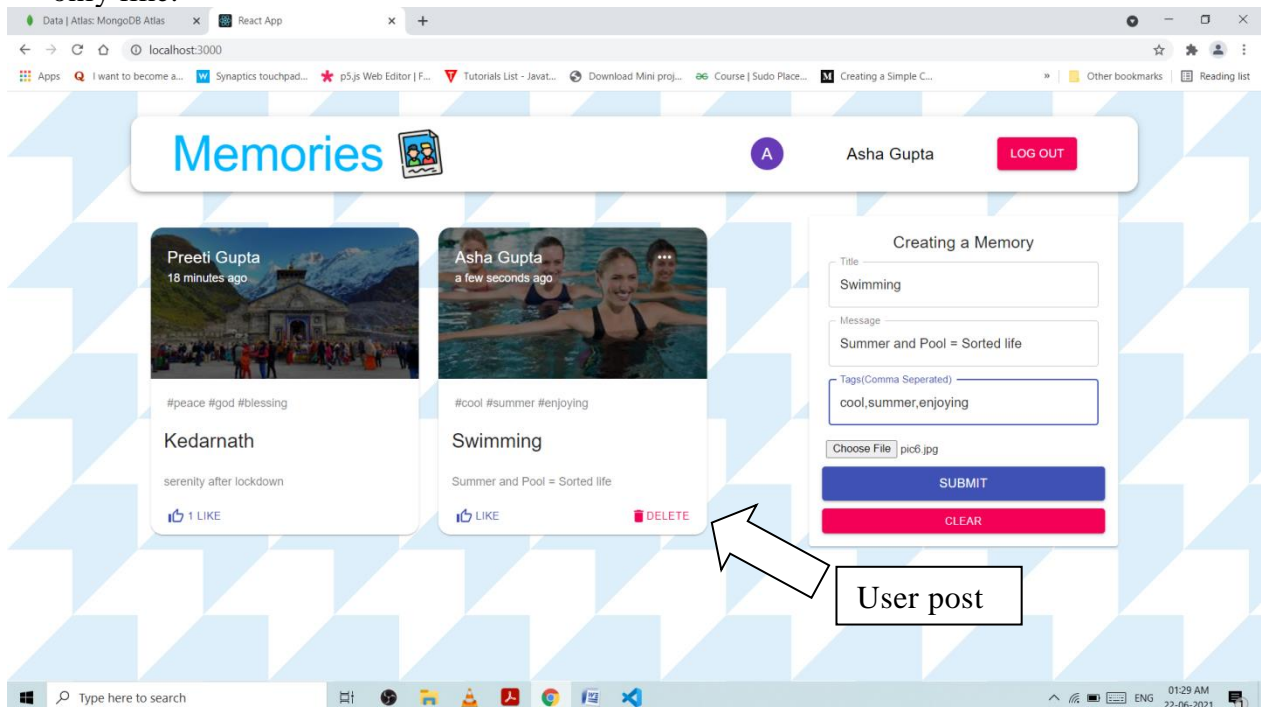 only like.
Data | Atlas: MongoDB Atlas
React App
localhost:3000
Apps
I want to become a...
Synaptics touchpad...
p5.js Web Editor | F...
Tutorials List - Javat...
Download Mini proj...
Course | Sudo Place...
Creating a Simple C...
»
Other bookmarks
Reading list
Memories
A
Asha Gupta
LOG OUT
Preeti Gupta
18 minutes ago
#peace #god #blessing
Kedarnath
serenity after lockdown
1 LIKE
Asha Gupta
a few seconds ago
#cool #summer #enjoying
Swimming
Summer and Pool = Sorted life
LIKE
DELETE
Creating a Memory
Title
Swimming
Message
Summer and Pool = Sorted life
Tags(Comma Seperated)
cool,summer,enjoying
Choose File pic6.jpg
SUBMIT
CLEAR
User post
Type here to search
ENG
01:29 AM
22-06-2021